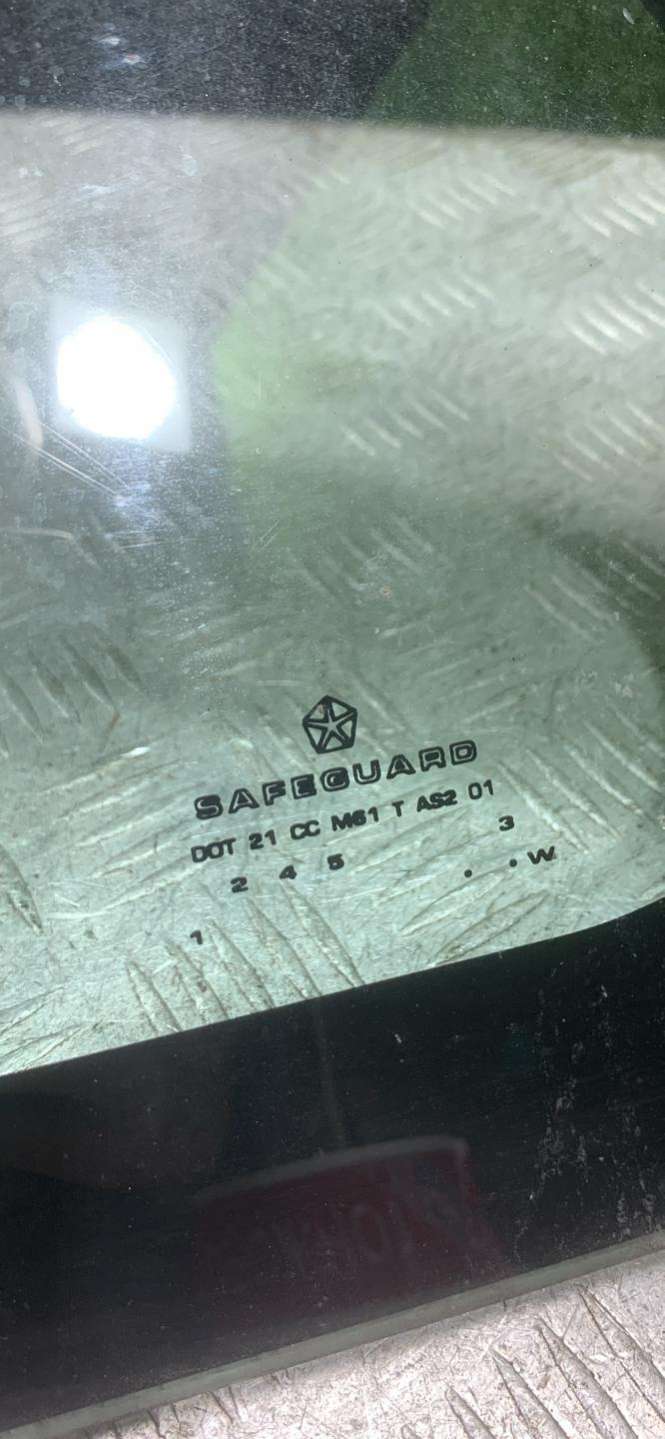 SAFEGUARD
DOT 21 CC M61 T AS2 01
3
2 4 5
. . W
1